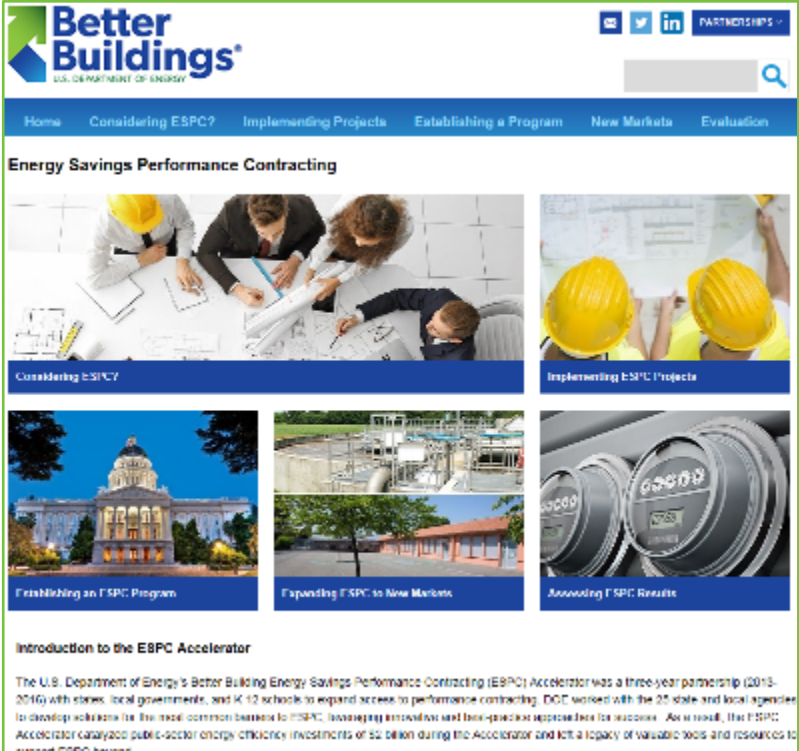 Better
Buildings®
U.S. DEPARTMENT OF ENERGY
PARTNERSHIPS
Home Considering ESPC? Implementing Projects Establishing a Program New Markets Evaluation
Energy Savings Performance Contracting
Considering ESPC?
Implementing ESPC Projects
Establishing an ESPC Program
Expanding ESPC to New Markets
Assessing ESPC Results
Introduction to the ESPC Accelerator
The U.S. Department of Energy's Better Building Energy Savings Performance Contracting (ESPC) Accelerator was a three-year partnership (2013-
2016) with states, local governments, and K-12 schools to expand access to performance contracting. DOE worked with the 25 state and local agencies
to develop solutions for the most common barriers to ESPC, leveraging innovative and best-practice approaches for success. As a result, the ESPC
Accelerator catalyzed public-sector energy efficiency investments of $2 billion during the Accelerator and left a legacy of valuable tools and resources to